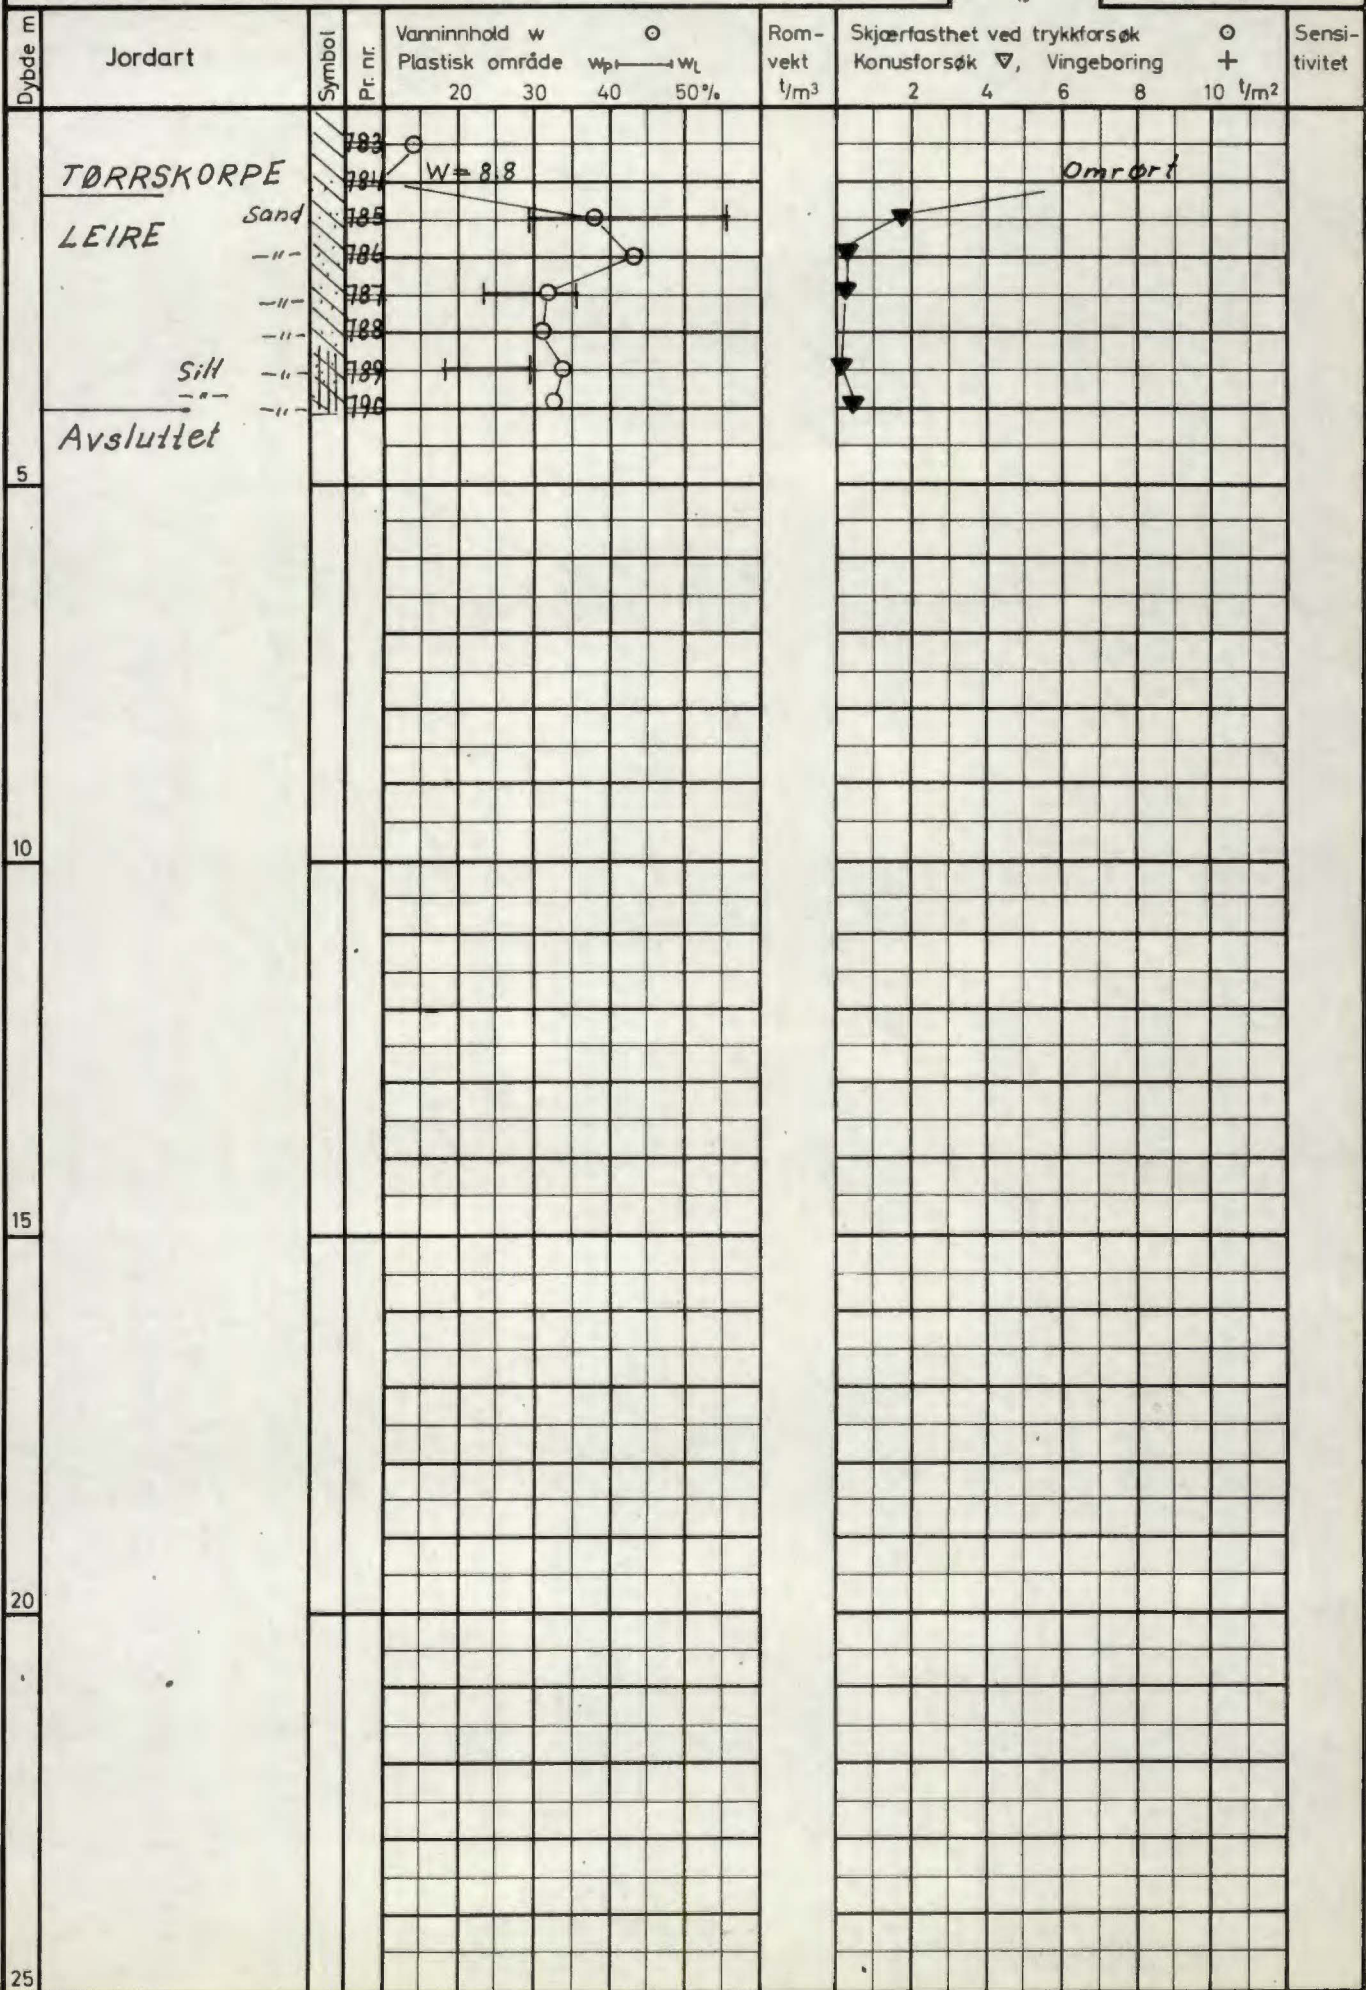 Dybde m
Jordart
Symbol
Pr. nr.
Vanninnhold w
Plastisk område wp wL
20 30 40 50%
Rom-
vekt
t/m³
Skjærfasthet ved trykkforsøk
Konusforsøk ▽, Vingeboring +
2 4 6 8 10 t/m²
Sensi-
tivitet
TØRRSKORPE
LEIRE
Sand
-"-
-"-
-"-
Silt -"-
-"- -"-
Avsluttet
783
784
785
786
787
788
789
790
W= 8.8
Omrørt
5
10
15
20
25